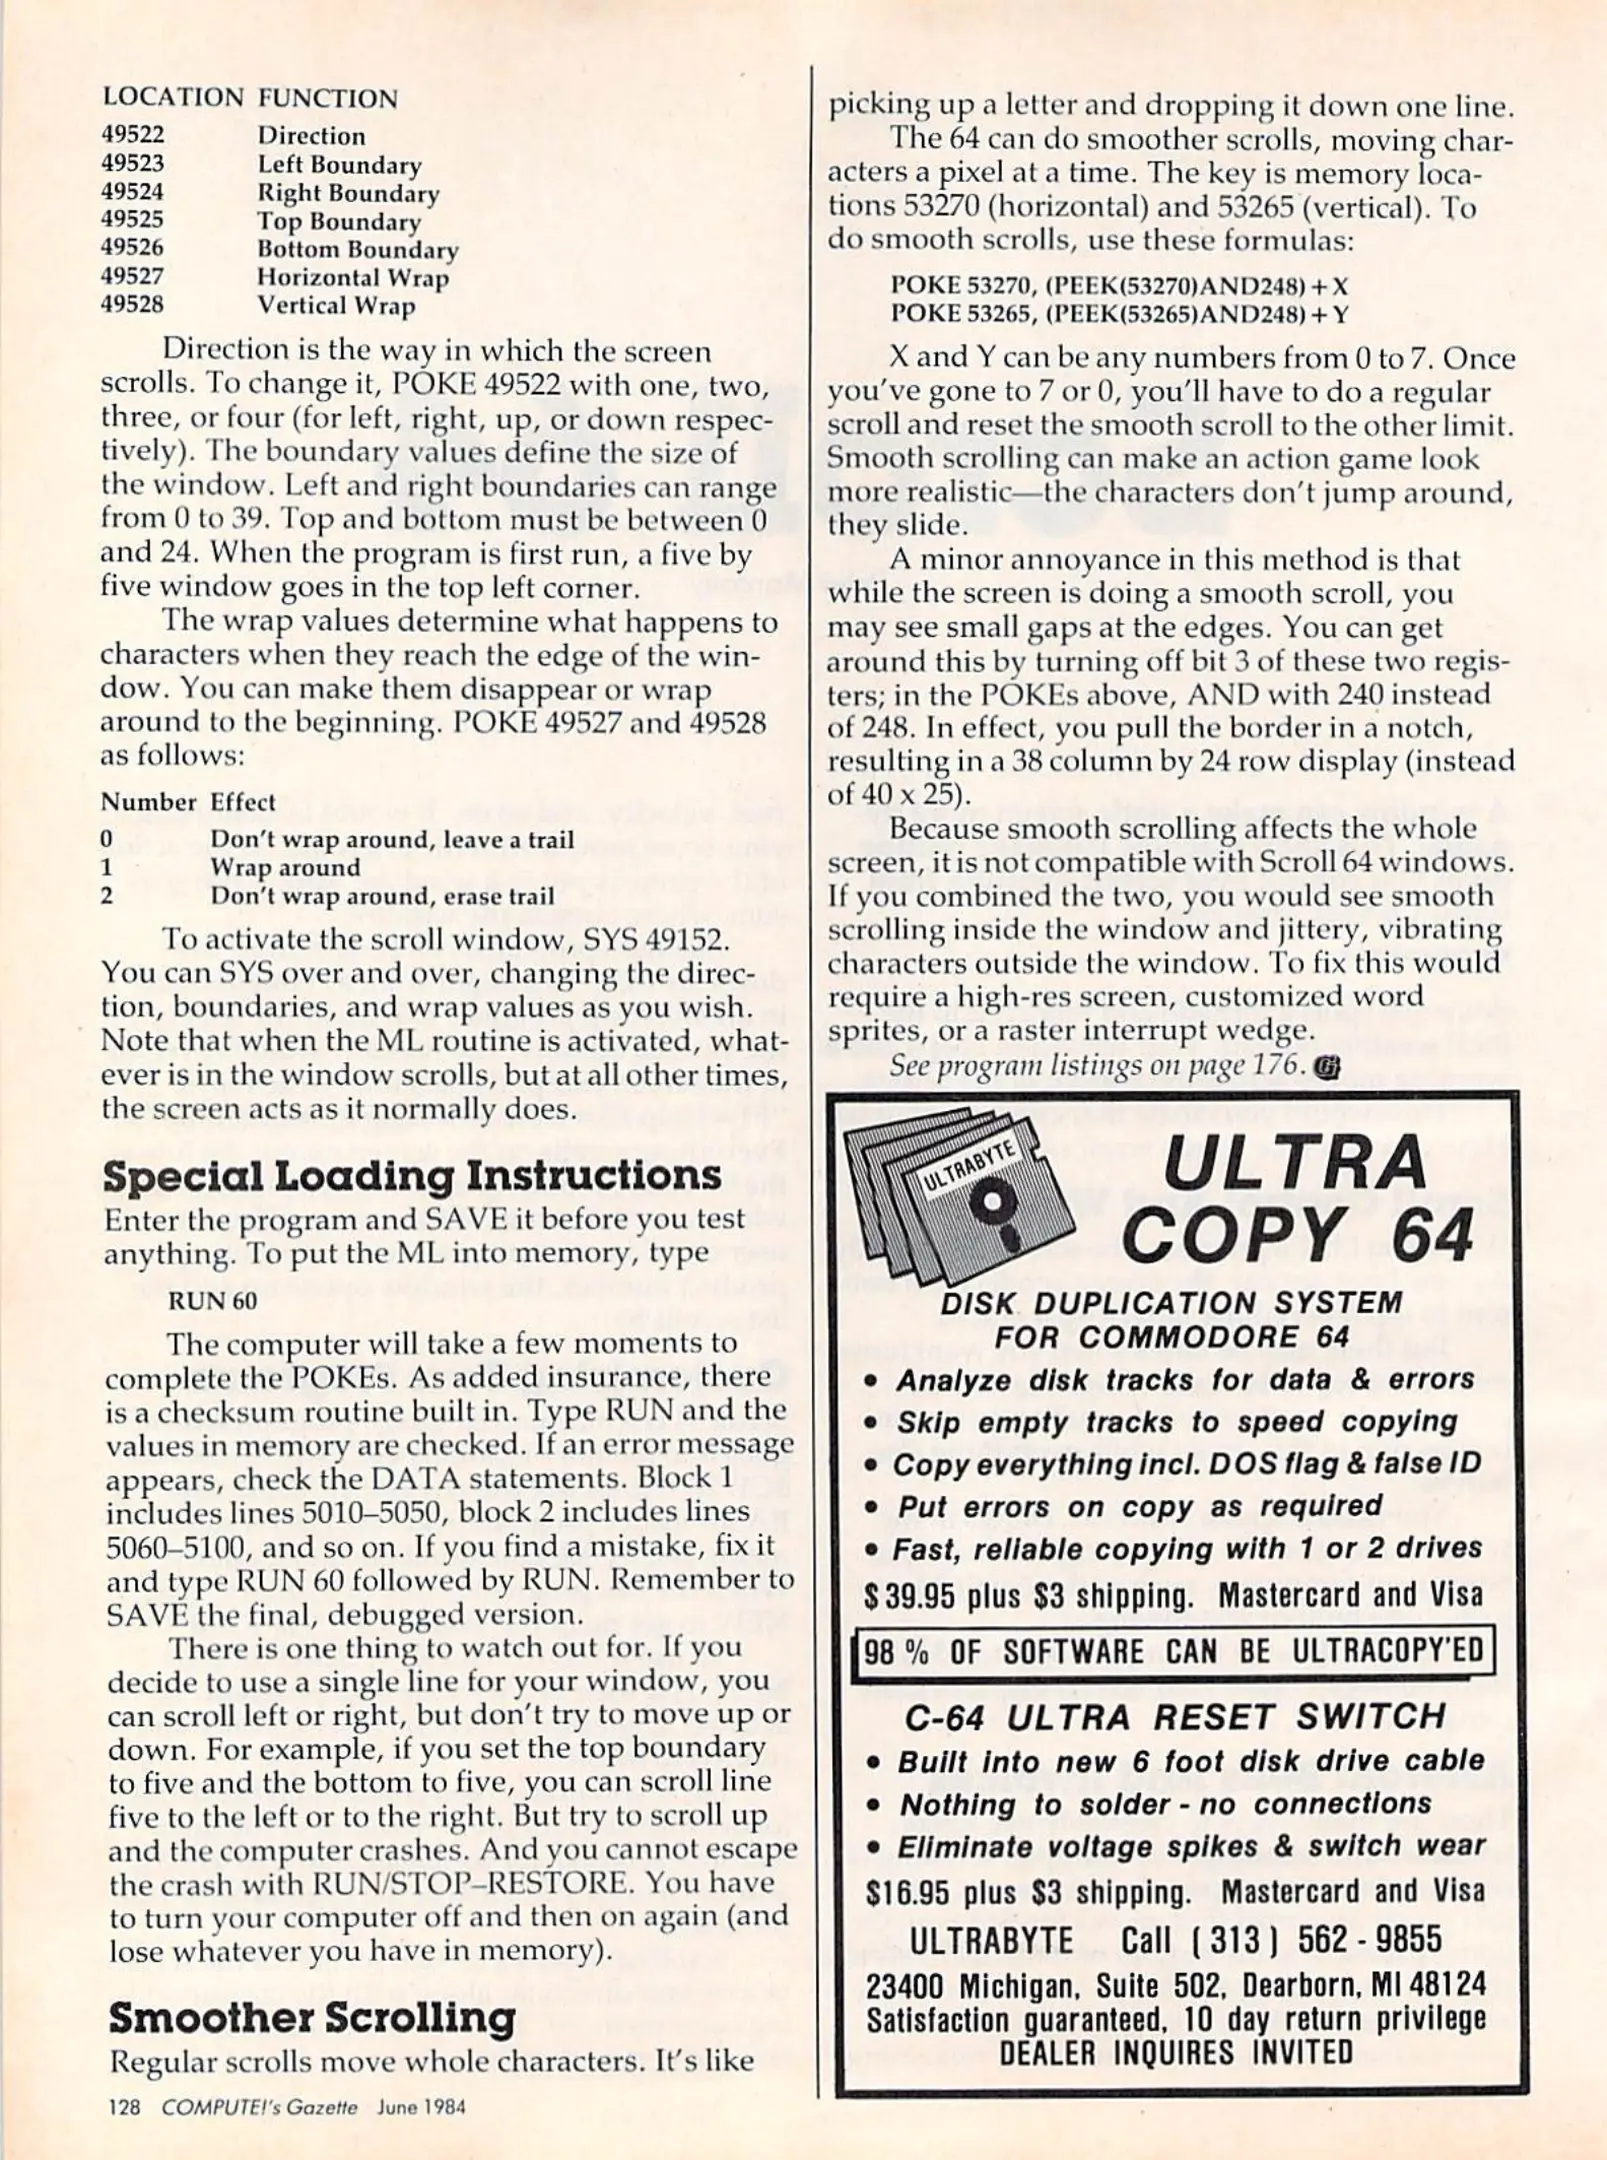 LOCATION FUNCTION
49522 Direction
49523 Left Boundary
49524 Right Boundary
49525 Top Boundary
49526 Bottom Boundary
49527 Horizontal Wrap
49528 Vertical Wrap
Direction is the way in which the screen
scrolls. To change it, POKE 49522 with one, two,
three, or four (for left, right, up, or down respec-
tively). The boundary values define the size of
the window. Left and right boundaries can range
from 0 to 39. Top and bottom must be between 0
and 24. When the program is first run, a five by
five window goes in the top left corner.
The wrap values determine what happens to
characters when they reach the edge of the win-
dow. You can make them disappear or wrap
around to the beginning. POKE 49527 and 49528
as follows:
Number Effect
0 Don't wrap around, leave a trail
1 Wrap around
2 Don't wrap around, erase trail
To activate the scroll window, SYS 49152.
You can SYS over and over, changing the direc-
tion, boundaries, and wrap values as you wish.
Note that when the ML routine is activated, what-
ever is in the window scrolls, but at all other times,
the screen acts as it normally does.
Special Loading Instructions
Enter the program and SAVE it before you test
anything. To put the ML into memory, type
RUN 60
The computer will take a few moments to
complete the POKEs. As added insurance, there
is a checksum routine built in. Type RUN and the
values in memory are checked. If an error message
appears, check the DATA statements. Block 1
includes lines 5010–5050, block 2 includes lines
5060–5100, and so on. If you find a mistake, fix it
and type RUN 60 followed by RUN. Remember to
SAVE the final, debugged version.
There is one thing to watch out for. If you
decide to use a single line for your window, you
can scroll left or right, but don't try to move up or
down. For example, if you set the top boundary
to five and the bottom to five, you can scroll line
five to the left or to the right. But try to scroll up
and the computer crashes. And you cannot escape
the crash with RUN/STOP–RESTORE. You have
to turn your computer off and then on again (and
lose whatever you have in memory).
Smoother Scrolling
Regular scrolls move whole characters. It's like
128 COMPUTE!'s Gazette June 1984
picking up a letter and dropping it down one line.
The 64 can do smoother scrolls, moving char-
acters a pixel at a time. The key is memory loca-
tions 53270 (horizontal) and 53265 (vertical). To
do smooth scrolls, use these formulas:
POKE 53270, (PEEK(53270)AND248) + X
POKE 53265, (PEEK(53265)AND248) + Y
X and Y can be any numbers from 0 to 7. Once
you've gone to 7 or 0, you'll have to do a regular
scroll and reset the smooth scroll to the other limit.
Smooth scrolling can make an action game look
more realistic—the characters don't jump around,
they slide.
A minor annoyance in this method is that
while the screen is doing a smooth scroll, you
may see small gaps at the edges. You can get
around this by turning off bit 3 of these two regis-
ters; in the POKEs above, AND with 240 instead
of 248. In effect, you pull the border in a notch,
resulting in a 38 column by 24 row display (instead
of 40 x 25).
Because smooth scrolling affects the whole
screen, it is not compatible with Scroll 64 windows.
If you combined the two, you would see smooth
scrolling inside the window and jittery, vibrating
characters outside the window. To fix this would
require a high-res screen, customized word
sprites, or a raster interrupt wedge.
See program listings on page 176. G
ULTRABYTE
ULTRA
COPY 64
DISK DUPLICATION SYSTEM
FOR COMMODORE 64
• Analyze disk tracks for data & errors
• Skip empty tracks to speed copying
• Copy everything incl. DOS flag & false ID
• Put errors on copy as required
• Fast, reliable copying with 1 or 2 drives
$39.95 plus $3 shipping. Mastercard and Visa
98 % OF SOFTWARE CAN BE ULTRACOPY'ED
C-64 ULTRA RESET SWITCH
• Built into new 6 foot disk drive cable
• Nothing to solder - no connections
• Eliminate voltage spikes & switch wear
$16.95 plus $3 shipping. Mastercard and Visa
ULTRABYTE Call (313) 562-9855
23400 Michigan, Suite 502, Dearborn, MI 48124
Satisfaction guaranteed, 10 day return privilege
DEALER INQUIRES INVITED